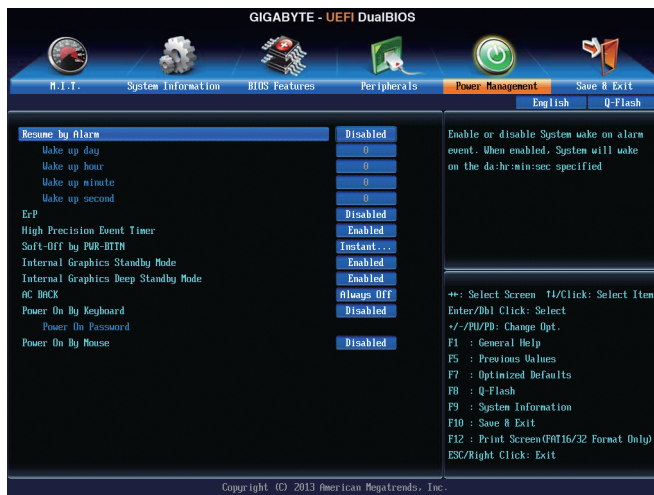 GIGABYTE - UEFI DualBIOS
M.I.T. System Information BIOS Features Peripherals Power Management Save & Exit
English Q-Flash
Resume by Alarm Disabled
Wake up day 0
Wake up hour 0
Wake up minute 0
Wake up second 0
ErP Disabled
High Precision Event Timer Enabled
Soft-Off by PWR-BTTN Instant...
Internal Graphics Standby Mode Enabled
Internal Graphics Deep Standby Mode Enabled
AC BACK Always Off
Power On By Keyboard Disabled
Power On Password
Power On By Mouse Disabled
Enable or disable System wake on alarm
event. When enabled, System will wake
on the da:hr:min:sec specified
→←: Select Screen ↑↓/Click: Select Item
Enter/Dbl Click: Select
+/-/PU/PD: Change Opt.
F1 : General Help
F5 : Previous Values
F7 : Optimized Defaults
F8 : Q-Flash
F9 : System Information
F10 : Save & Exit
F12 : Print Screen(FAT16/32 Format Only)
ESC/Right Click: Exit
Copyright (C) 2013 American Megatrends, Inc.